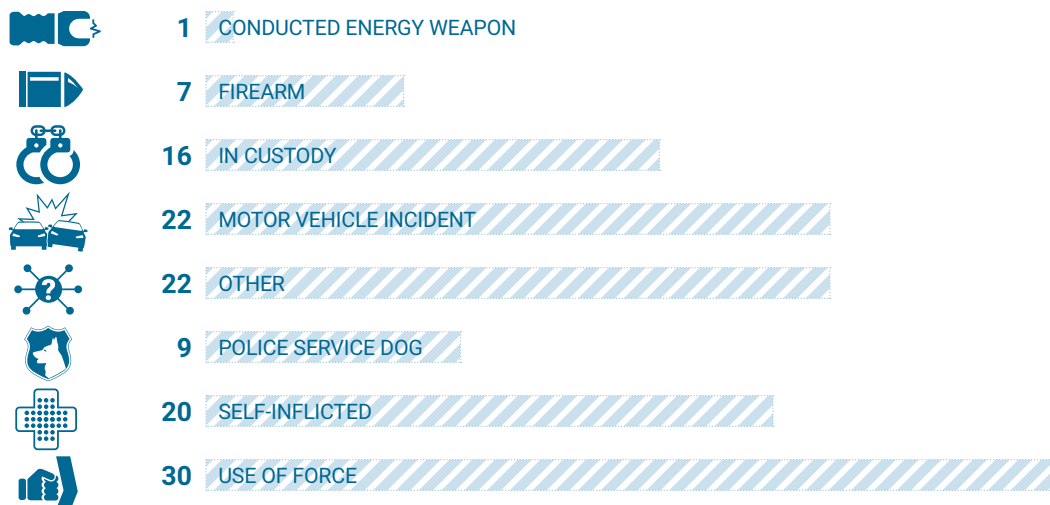 1 CONDUCTED ENERGY WEAPON
7 FIREARM
16 IN CUSTODY
22 MOTOR VEHICLE INCIDENT
? 22 OTHER
9 POLICE SERVICE DOG
20 SELF-INFLICTED
30 USE OF FORCE